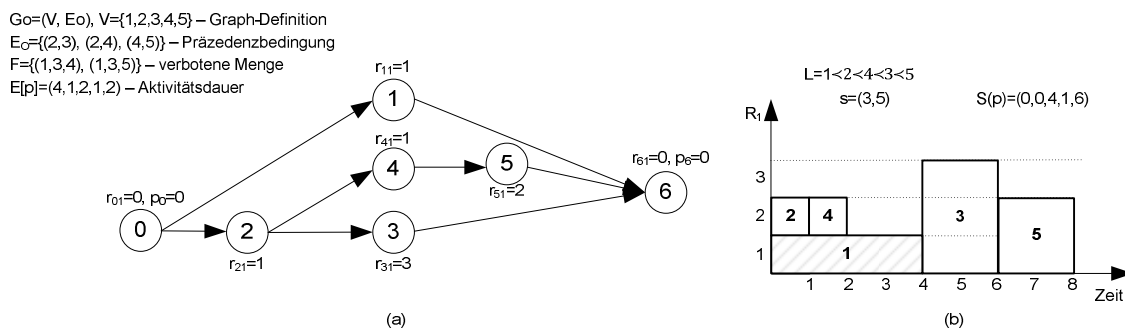 Go=(V, Eo), V={1,2,3,4,5} – Graph-Definition
E_O={(2,3), (2,4), (4,5)} – Präzedenzbedingung
F={(1,3,4), (1,3,5)} – verbotene Menge
E[p]=(4,1,2,1,2) – Aktivitätsdauer
r₁₁=1
1
r₄₁=1
4
5
r₅₁=2
r₆₁=0, p₆=0
6
r₀₁=0, p₀=0
0
2
r₂₁=1
3
r₃₁=3
(a)
L=1≺2≺4≺3≺5
s=(3,5)
S(p)=(0,0,4,1,6)
R₁
3
2
1
2
4
3
5
1
1
2
3
4
5
6
7
8
Zeit
(b)